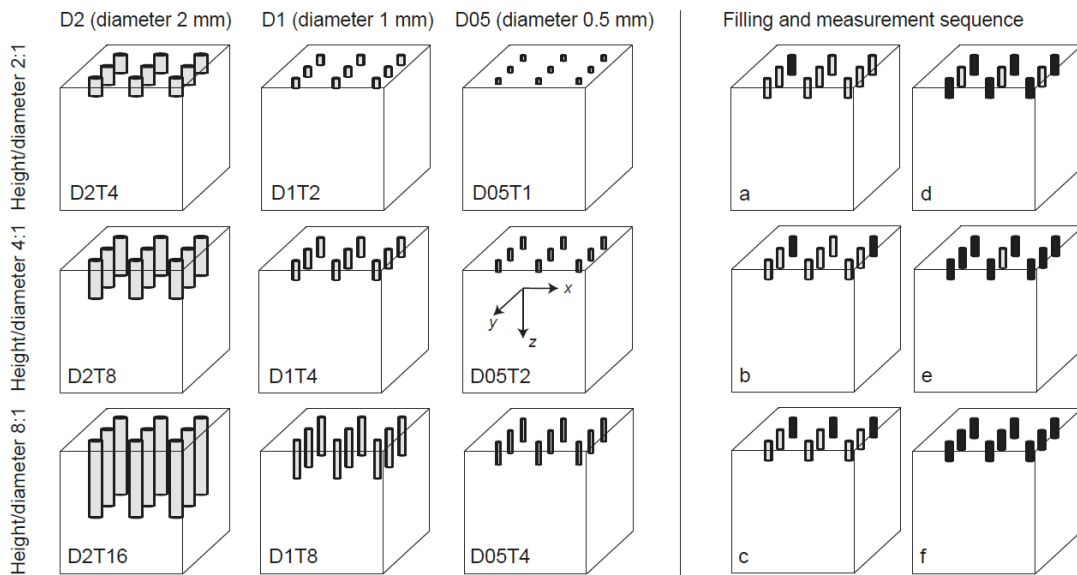 D2 (diameter 2 mm) D1 (diameter 1 mm) D05 (diameter 0.5 mm) Filling and measurement sequence
Height/diameter 2:1
D2T4 D1T2 D05T1 a d
Height/diameter 4:1
x
y
z
D2T8 D1T4 D05T2 b e
Height/diameter 8:1
D2T16 D1T8 D05T4 c f